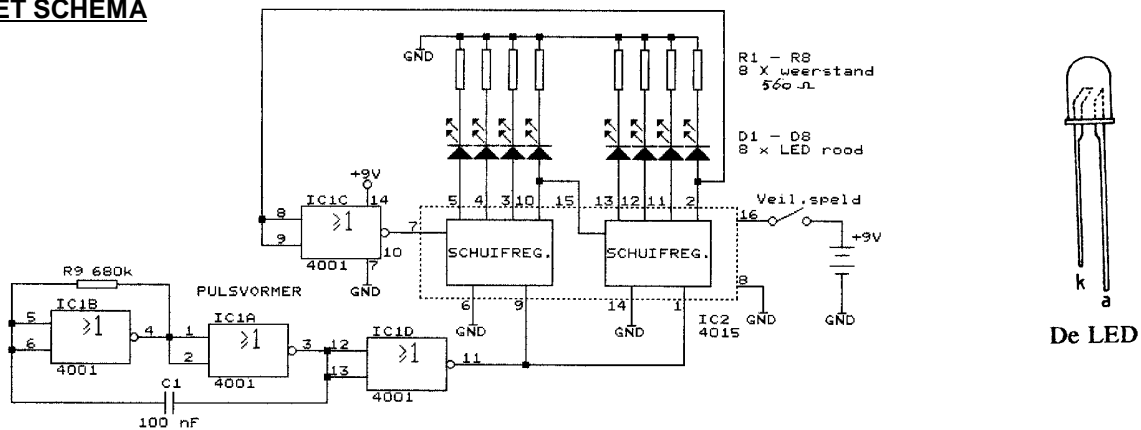 ET SCHEMA
GND
R1 - R8
8 X weerstand
560 Ω
D1 - D8
8 x LED rood
+9V
IC1C
14
8
9
≥1
10
7
4001
GND
7
5 4 3 10 15 13 12 11 2
SCHUIFREG.
SCHUIFREG.
6
9
14
1
GND
GND
IC2
4015
16
Veil.speld
+9V
8
GND
GND
R9 680k
PULSVORMER
IC1B
5
6
≥1
4
4001
IC1A
1
2
≥1
3
4001
IC1D
12
13
≥1
11
4001
C1
100 nF
k
a
De LED